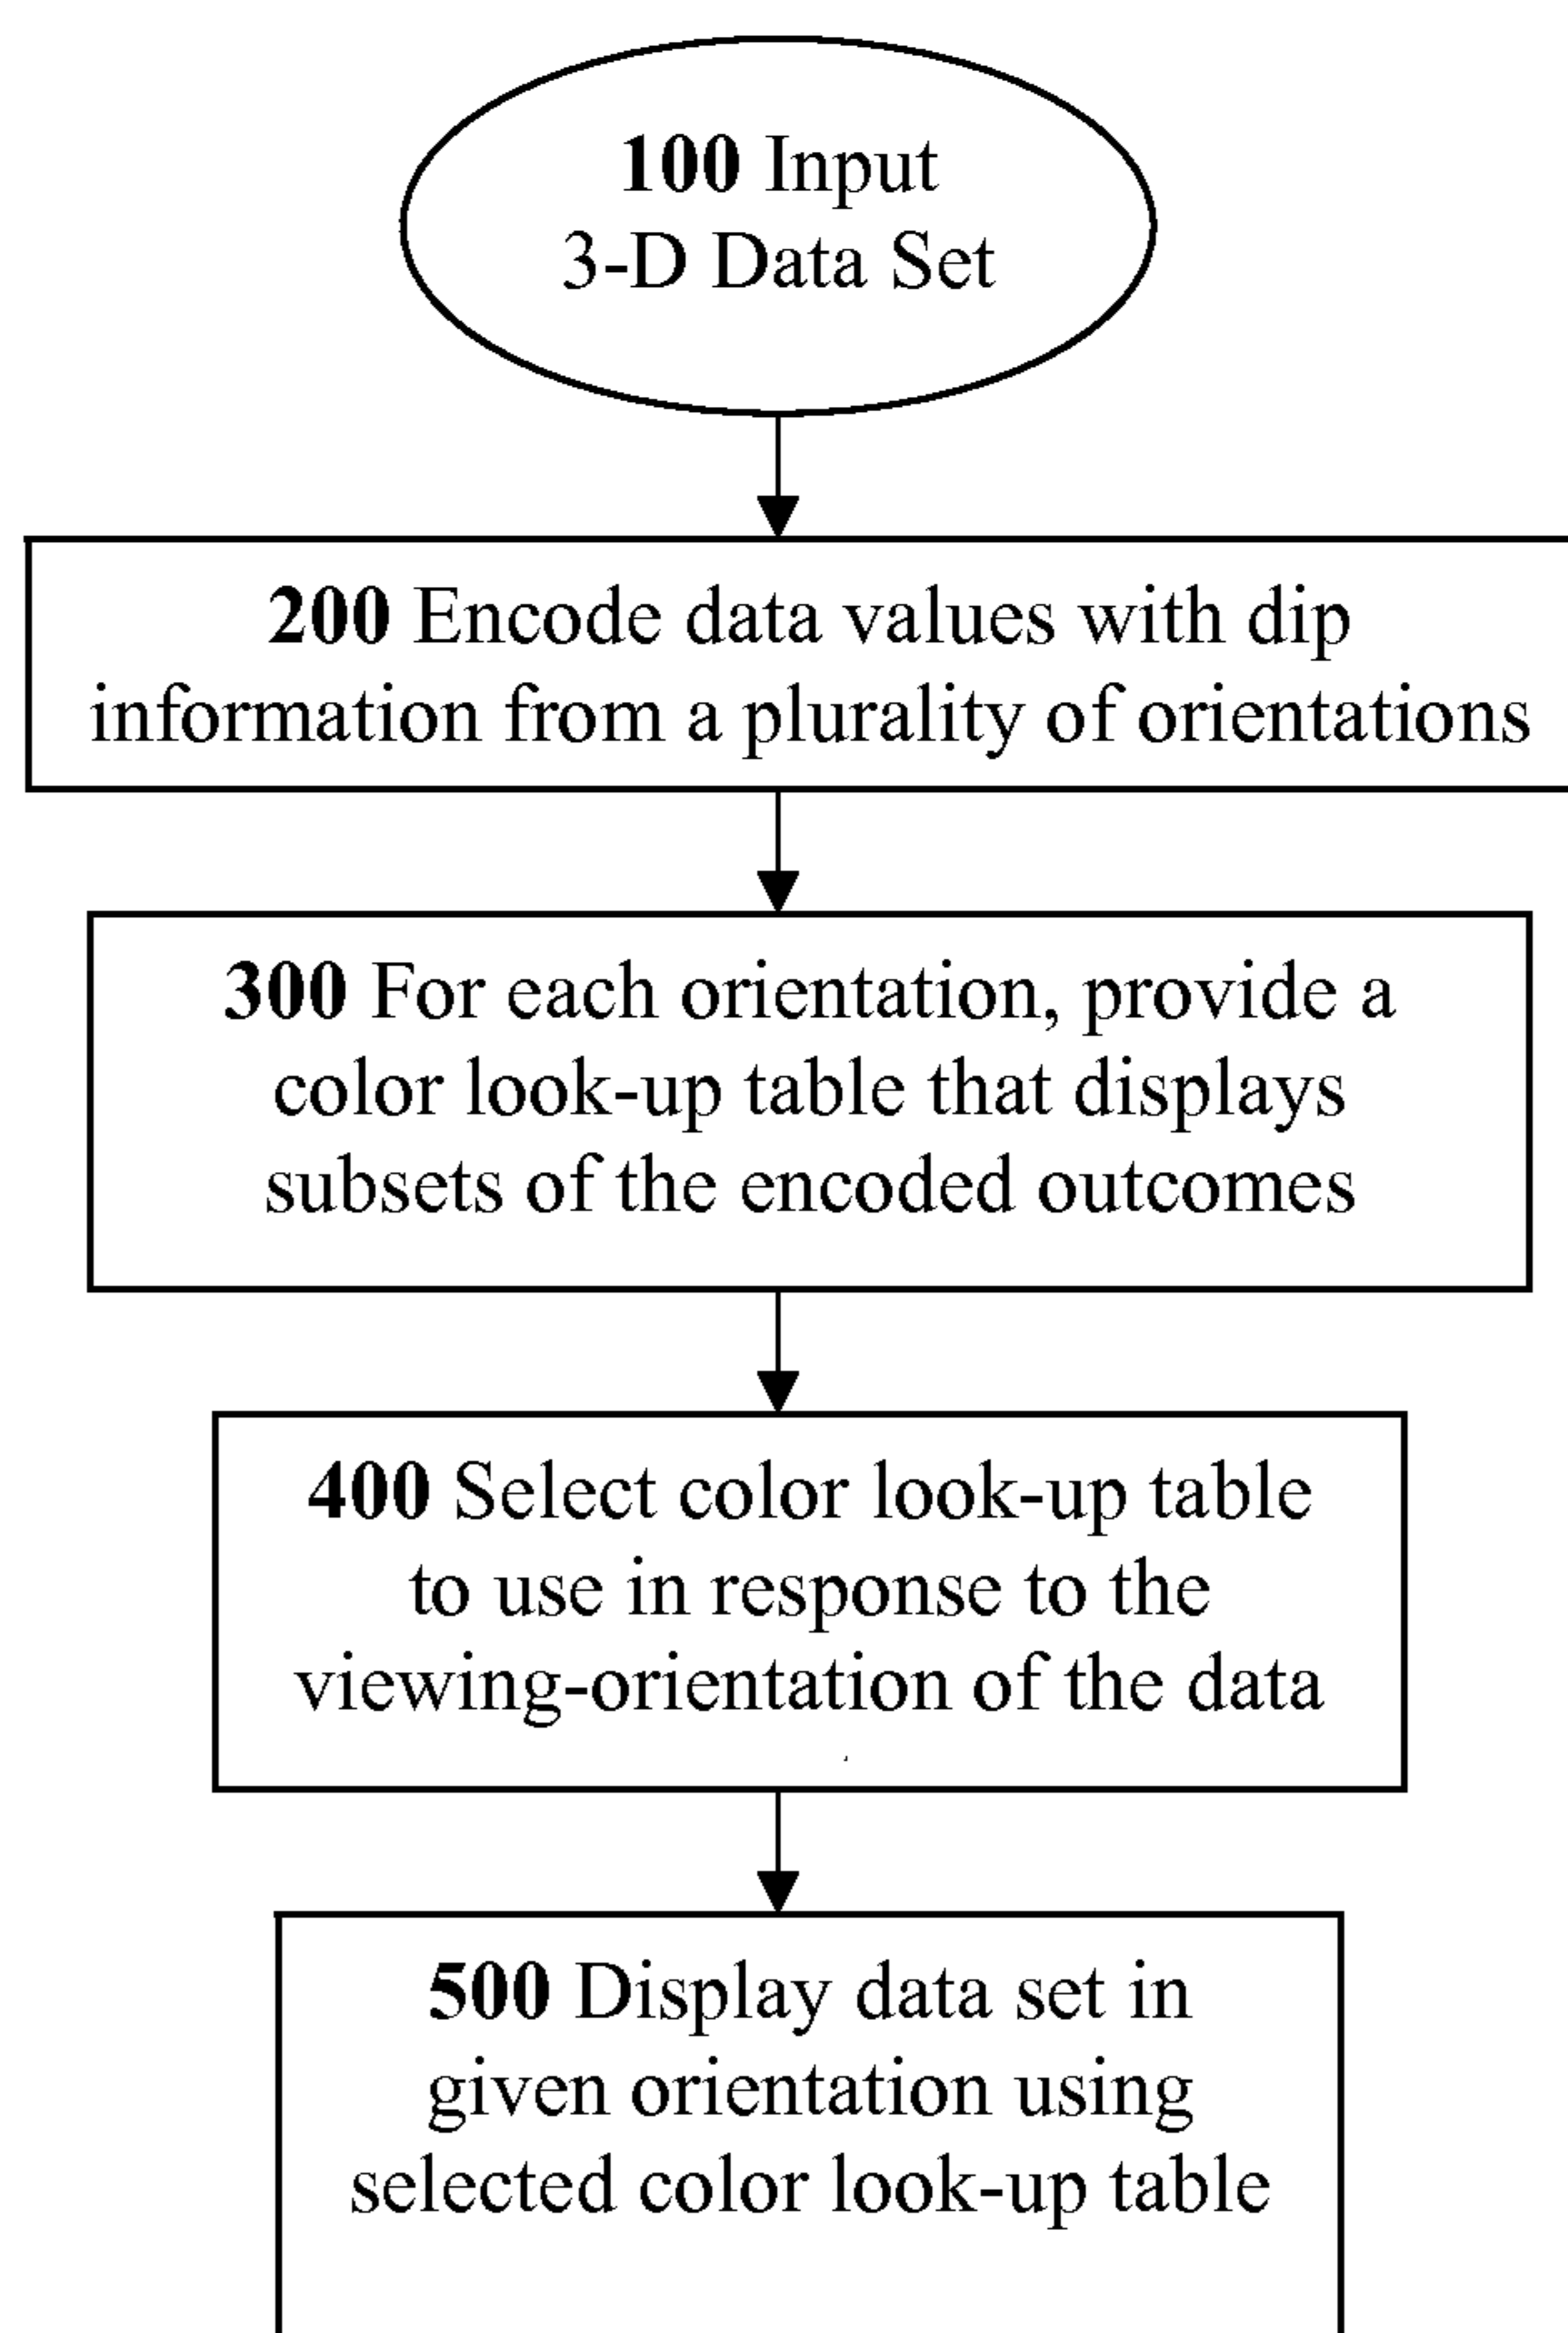 100 Input
3-D Data Set
200 Encode data values with dip
information from a plurality of orientations
300 For each orientation, provide a
color look-up table that displays
subsets of the encoded outcomes
400 Select color look-up table
to use in response to the
viewing-orientation of the data
500 Display data set in
given orientation using
selected color look-up table